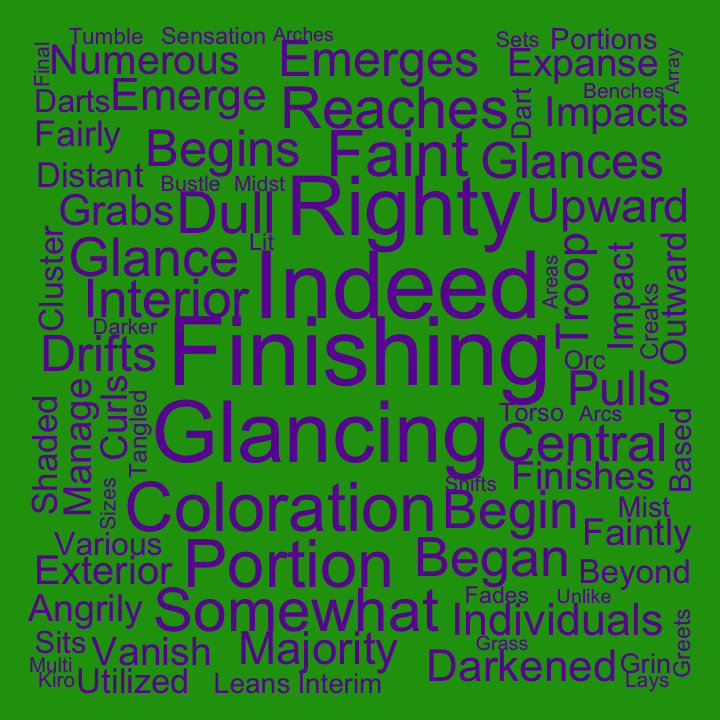 Tumble
Sensation
Arches
Sets
Portions
Final
Numerous
Emerges
Expanse
Array
Darts
Emerge
Reaches
Dart
Benches
Impacts
Fairly
Begins
Faint
Glances
Distant
Bustle
Midst
Righty
Upward
Grabs
Dull
Cluster
Glance
Lit
Indeed
Areas
Troop
Impact
Creaks
Outward
Interior
Darker
Drifts
Finishing
Orc
Pulls
Shaded
Manage
Curls
Tangled
Glancing
Torso
Arcs
Central
Based
Sizes
Coloration
Shifts
Finishes
Begin
Mist
Faintly
Various
Exterior
Portion
Began
Beyond
Angrily
Somewhat
Fades
Unlike
Individuals
Greets
Sits
Vanish
Majority
Grass
Multi
Kiro
Utilized
Leans
Interim
Darkened
Grin
Lays